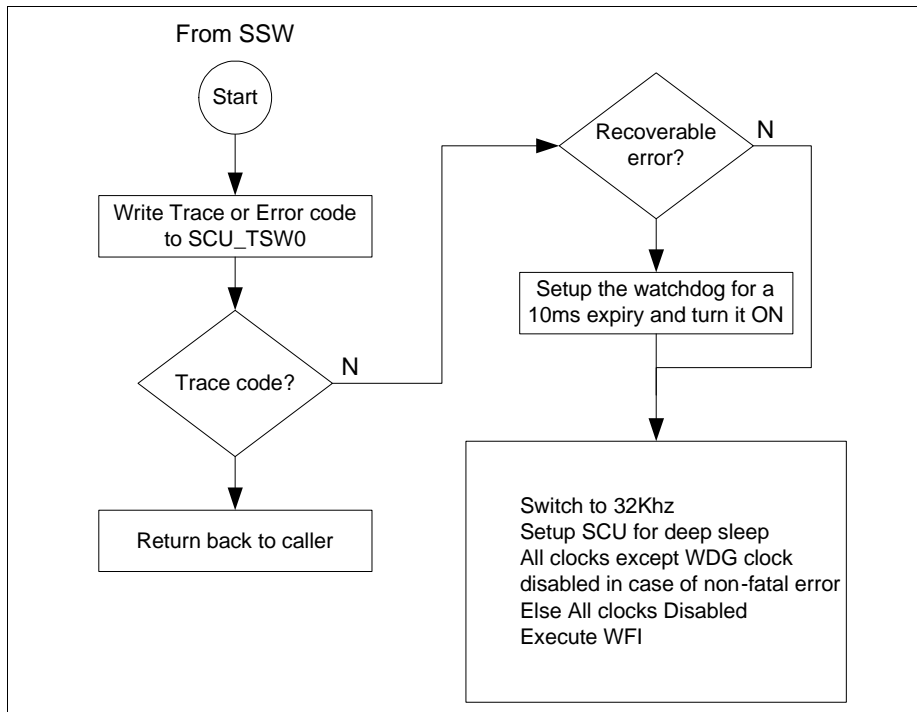 From SSW
Start
Write Trace or Error code
to SCU_TSW0
Trace code?
N
Return back to caller
Recoverable
error?
N
Setup the watchdog for a
10ms expiry and turn it ON
Switch to 32Khz
Setup SCU for deep sleep
All clocks except WDG clock
disabled in case of non-fatal error
Else All clocks Disabled
Execute WFI